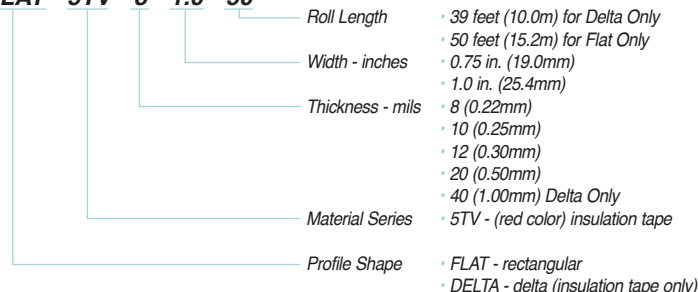 Roll Length • 39 feet (10.0m) for Delta Only
• 50 feet (15.2m) for Flat Only
Width - inches • 0.75 in. (19.0mm)
• 1.0 in. (25.4mm)
Thickness - mils • 8 (0.22mm)
• 10 (0.25mm)
• 12 (0.30mm)
• 20 (0.50mm)
• 40 (1.00mm) Delta Only
Material Series • 5TV - (red color) insulation tape
Profile Shape • FLAT - rectangular
• DELTA - delta (insulation tape only)